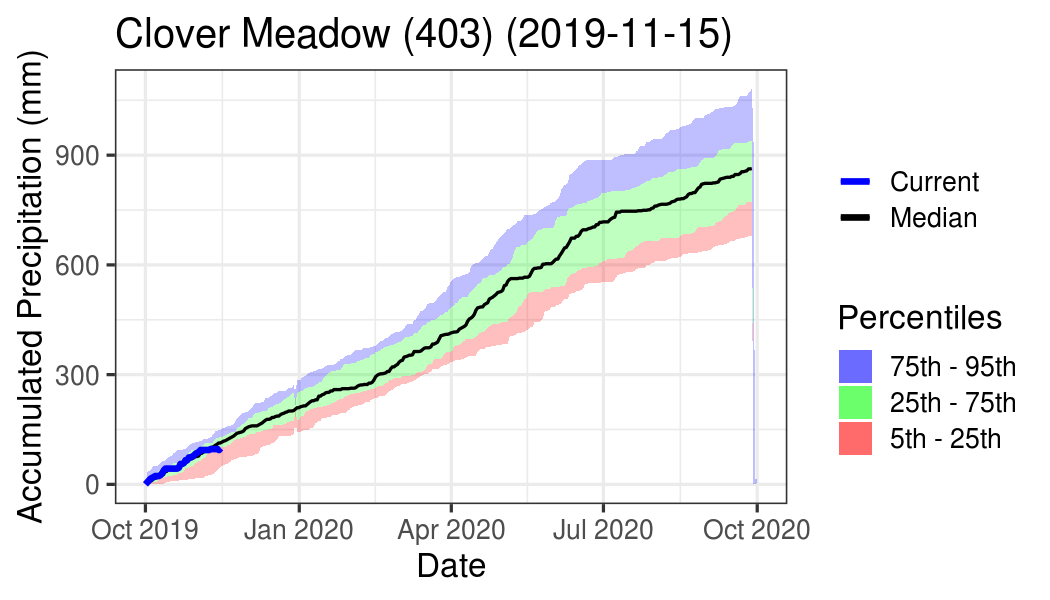 Clover Meadow (403) (2019-11-15)
Accumulated Precipitation (mm)
900
600
300
0
Oct 2019
Jan 2020
Apr 2020
Jul 2020
Oct 2020
Date
Current
Median
Percentiles
75th - 95th
25th - 75th
5th - 25th